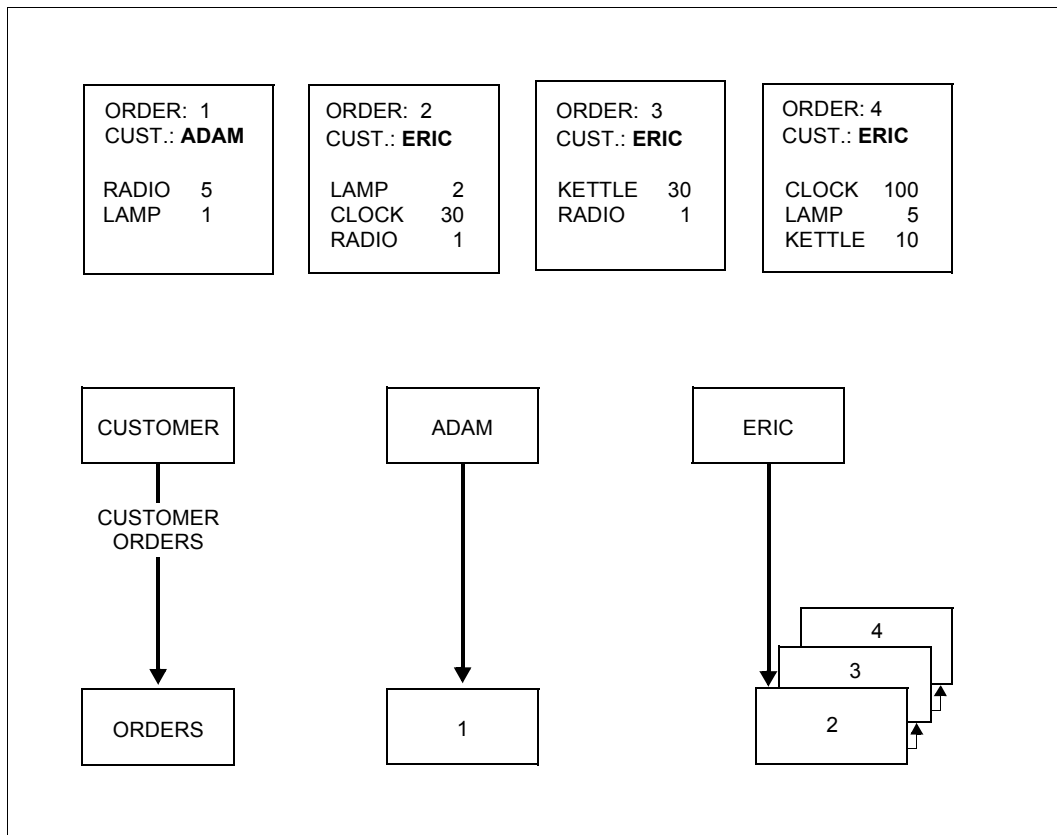 ORDER: 1
CUST.: ADAM
RADIO 5
LAMP 1
ORDER: 2
CUST.: ERIC
LAMP 2
CLOCK 30
RADIO 1
ORDER: 3
CUST.: ERIC
KETTLE 30
RADIO 1
ORDER: 4
CUST.: ERIC
CLOCK 100
LAMP 5
KETTLE 10
CUSTOMER
CUSTOMER
ORDERS
ORDERS
ADAM
1
ERIC
4
3
2